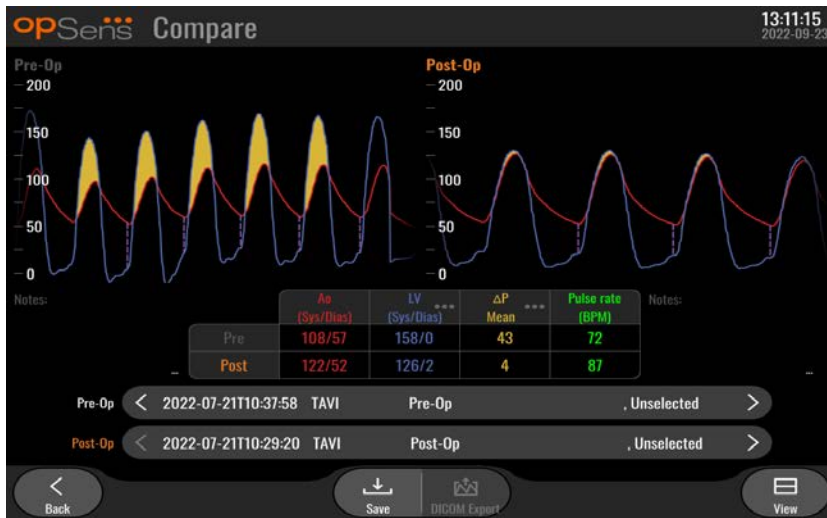 opSens Compare
13:11:15
2022-09-23
Pre-Op
200
150
100
50
0
Post-Op
200
150
100
50
0
Notes:
Ao (Sys/Dias) LV (Sys/Dias) ΔP Mean Pulse rate (BPM)
Pre 108/57 158/0 43 72
Post 122/52 126/2 4 87
Notes:
Pre-Op < 2022-07-21T10:37:58 TAVI Pre-Op , Unselected >
Post-Op < 2022-07-21T10:29:20 TAVI Post-Op , Unselected >
Back Save DICOM Export View